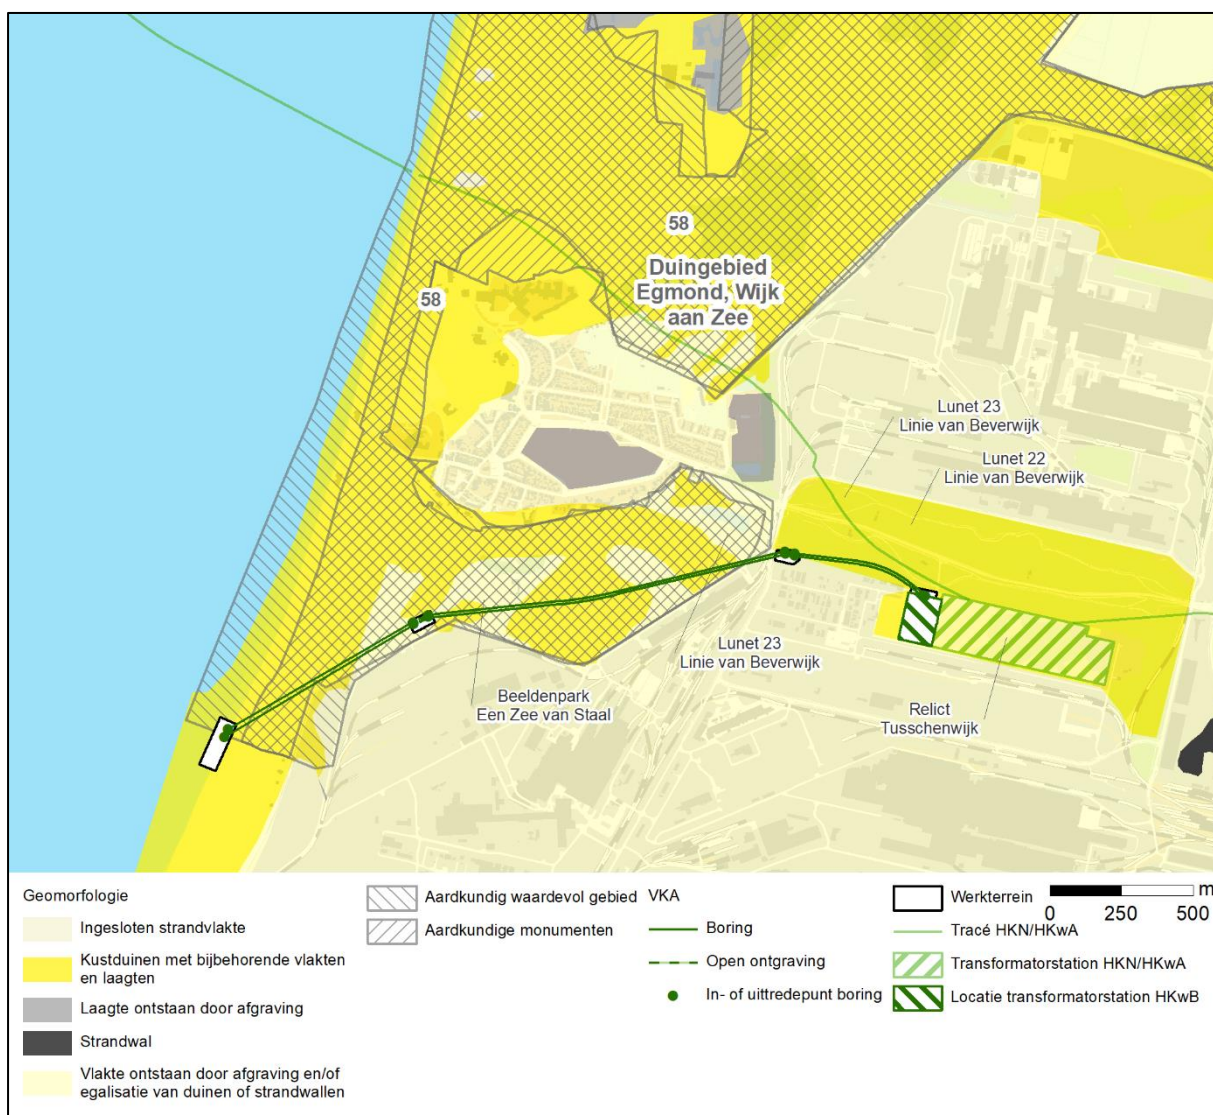 58
58
Duingebied
Egmond, Wijk
aan Zee
Lunet 23
Linie van Beverwijk
Lunet 22
Linie van Beverwijk
Lunet 23
Linie van Beverwijk
Beeldenpark
Een Zee van Staal
Relict
Tusschenwijk
Geomorfologie
Ingesloten strandvlakte
Kustduinen met bijbehorende vlakten
en laagten
Laagte ontstaan door afgraving
Strandwal
Vlakte ontstaan door afgraving en/of
egalisatie van duinen of strandwallen
Aardkundig waardevol gebied
Aardkundige monumenten
VKA
Boring
Open ontgraving
In- of uittredepunt boring
Werkterrein
Tracé HKN/HKwA
Transformatorstation HKN/HKwA
Locatie transformatorstation HKwB
m
0 250 500